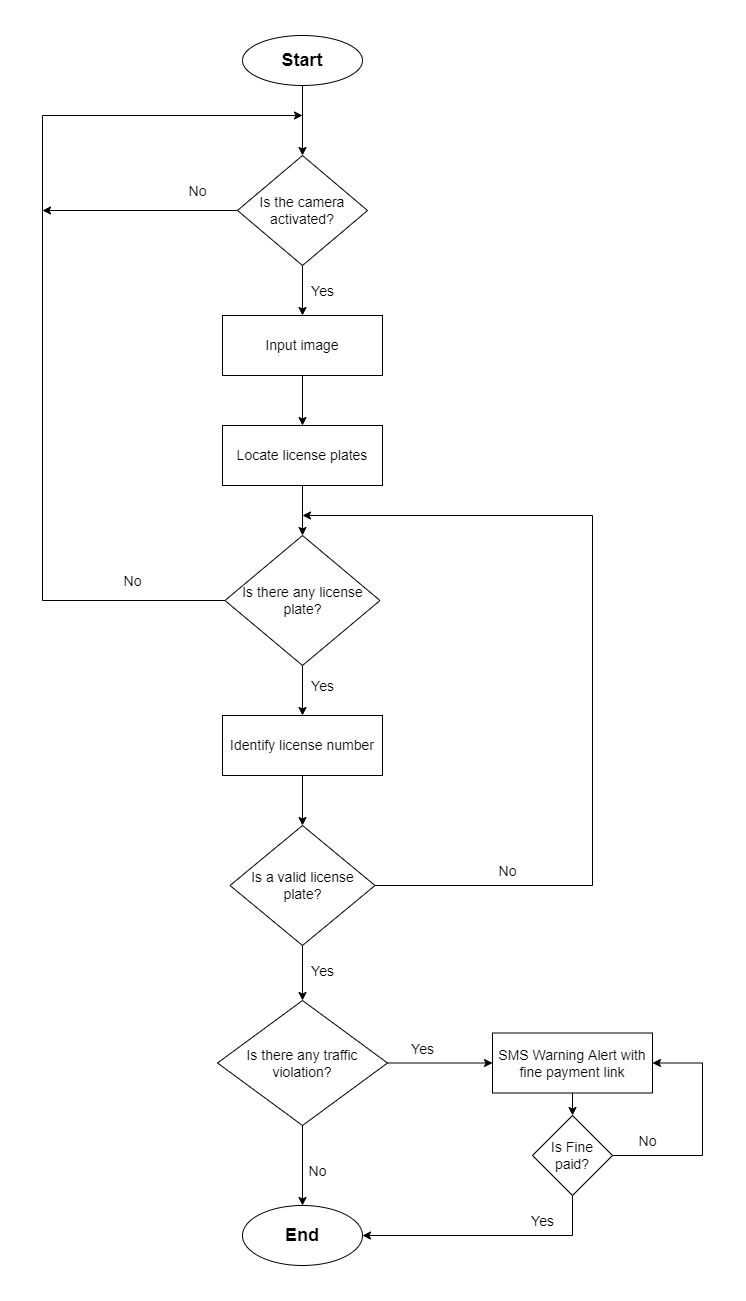 Start
No
Is the camera
activated?
Yes
Input image
Locate license plates
No
Is there any license
plate?
Yes
Identify license number
Is a valid license
plate?
No
Yes
Is there any traffic
violation?
Yes
SMS Warning Alert with
fine payment link
Is Fine
paid?
No
No
Yes
End